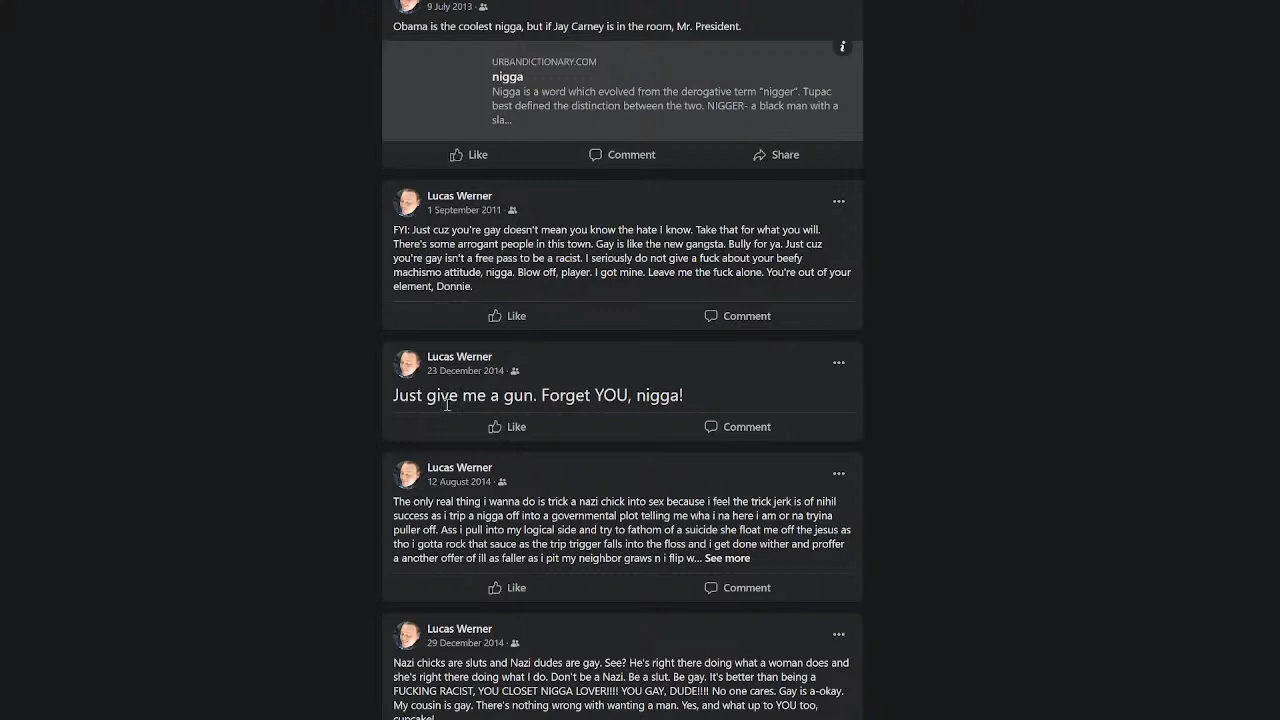 9 July 2013 ·
Obama is the coolest nigga, but if Jay Carney is in the room, Mr. President.
URBANDICTIONARY.COM
nigga
Nigga is a word which evolved from the derogative term "nigger". Tupac
best defined the distinction between the two. NIGGER- a black man with a
sla...
Like Comment Share
Lucas Werner
1 September 2011 ·
FYI: Just cuz you're gay doesn't mean you know the hate I know. Take that for what you will.
There's some arrogant people in this town. Gay is like the new gangsta. Bully for ya. Just cuz
you're gay isn't a free pass to be a racist. I seriously do not give a fuck about your beefy
machismo attitude, nigga. Blow off, player. I got mine. Leave me the fuck alone. You're out of your
element, Donnie.
Like Comment
Lucas Werner
23 December 2014 ·
Just give me a gun. Forget YOU, nigga!
Like Comment
Lucas Werner
12 August 2014 ·
The only real thing i wanna do is trick a nazi chick into sex because i feel the trick jerk is of nihil
success as i trip a nigga off into a governmental plot telling me wha i na here i am or na tryina
puller off. Ass i pull into my logical side and try to fathom of a suicide she float me off the jesus as
tho i gotta rock that sauce as the trip trigger falls into the floss and i get done wither and proffer
a another offer of ill as faller as i pit my neighbor graws n i flip w... See more
Like Comment
Lucas Werner
29 December 2014 ·
Nazi chicks are sluts and Nazi dudes are gay. See? He's right there doing what a woman does and
she's right there doing what I do. Don't be a Nazi. Be a slut. Be gay. It's better than being a
FUCKING RACIST, YOU CLOSET NIGGA LOVER!!!! YOU GAY, DUDE!!!! No one cares. Gay is a-okay.
My cousin is gay. There's nothing wrong with wanting a man. Yes, and what up to YOU too,
cupcake!